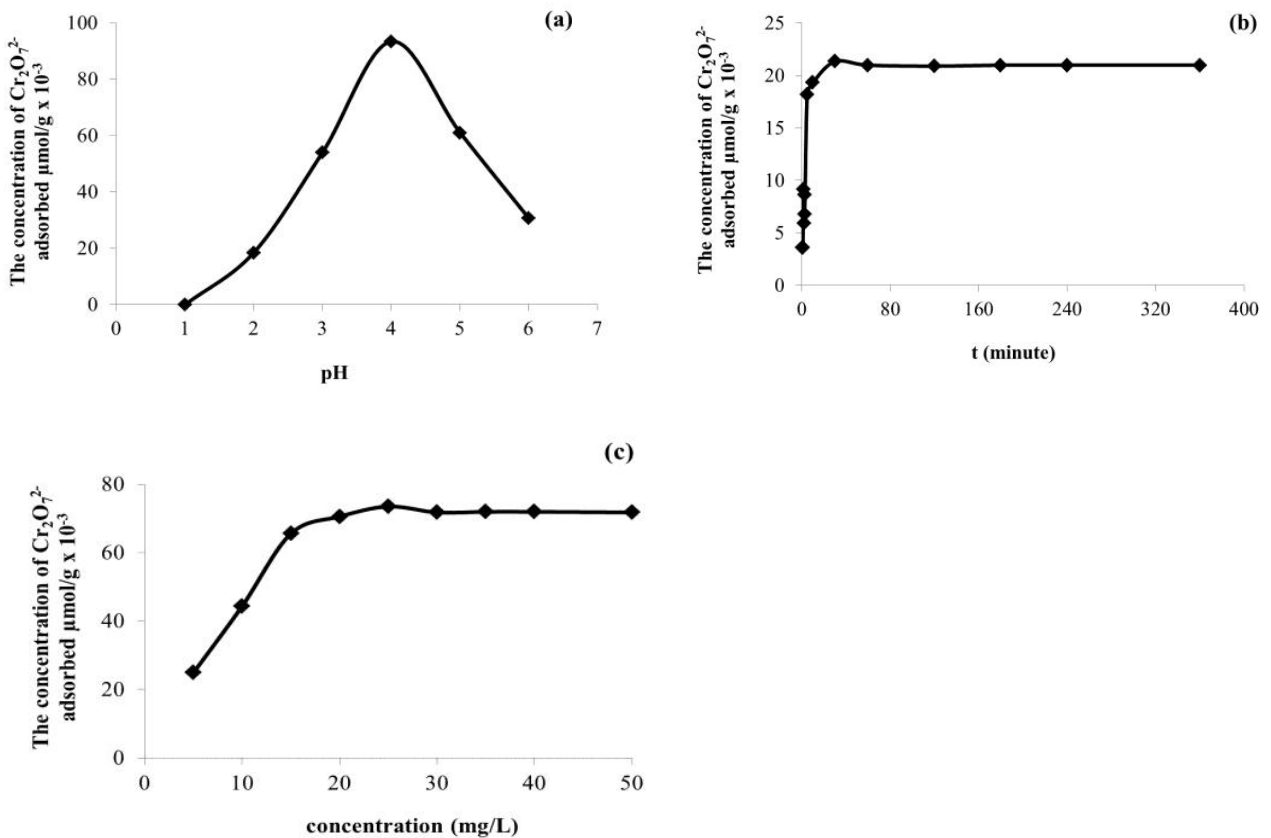 (a)
The concentration of Cr₂O₇²⁻
adsorbed µmol/g x 10⁻³
100
80
60
40
20
0
0 1 2 3 4 5 6 7
pH
(b)
The concentration of Cr₂O₇²⁻
adsorbed µmol/g x 10⁻³
25
20
15
10
5
0
0 80 160 240 320 400
t (minute)
(c)
The concentration of Cr₂O₇²⁻
adsorbed µmol/g x 10⁻³
80
60
40
20
0
0 10 20 30 40 50
concentration (mg/L)